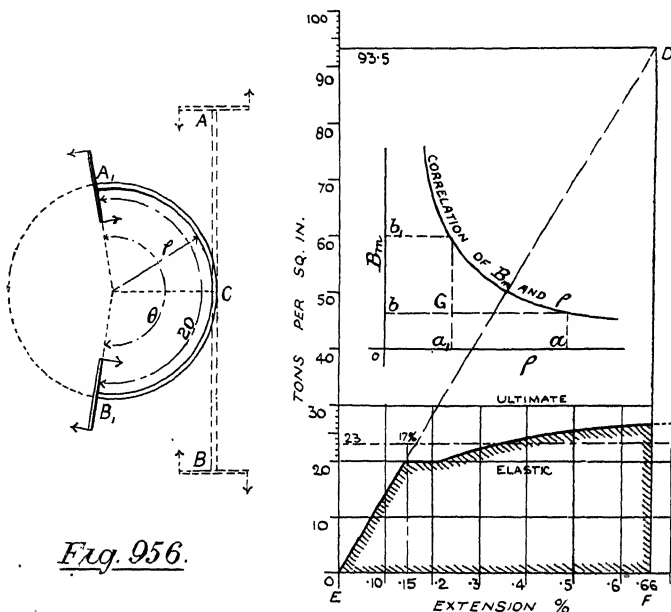 A
A₁
ρ
C
θ
20
B₁
B
Fig. 956.
TONS PER SQ. IN.
100
90
80
70
60
50
40
30
20
10
0
93.5
D
CORRELATION OF Bm AND ρ
Bm
b₁
b
G
a₁
a
0
ρ
ULTIMATE
23
17%
ELASTIC
E
.10
.15
.2
.3
.4
.5
.6
.66
F
EXTENSION %